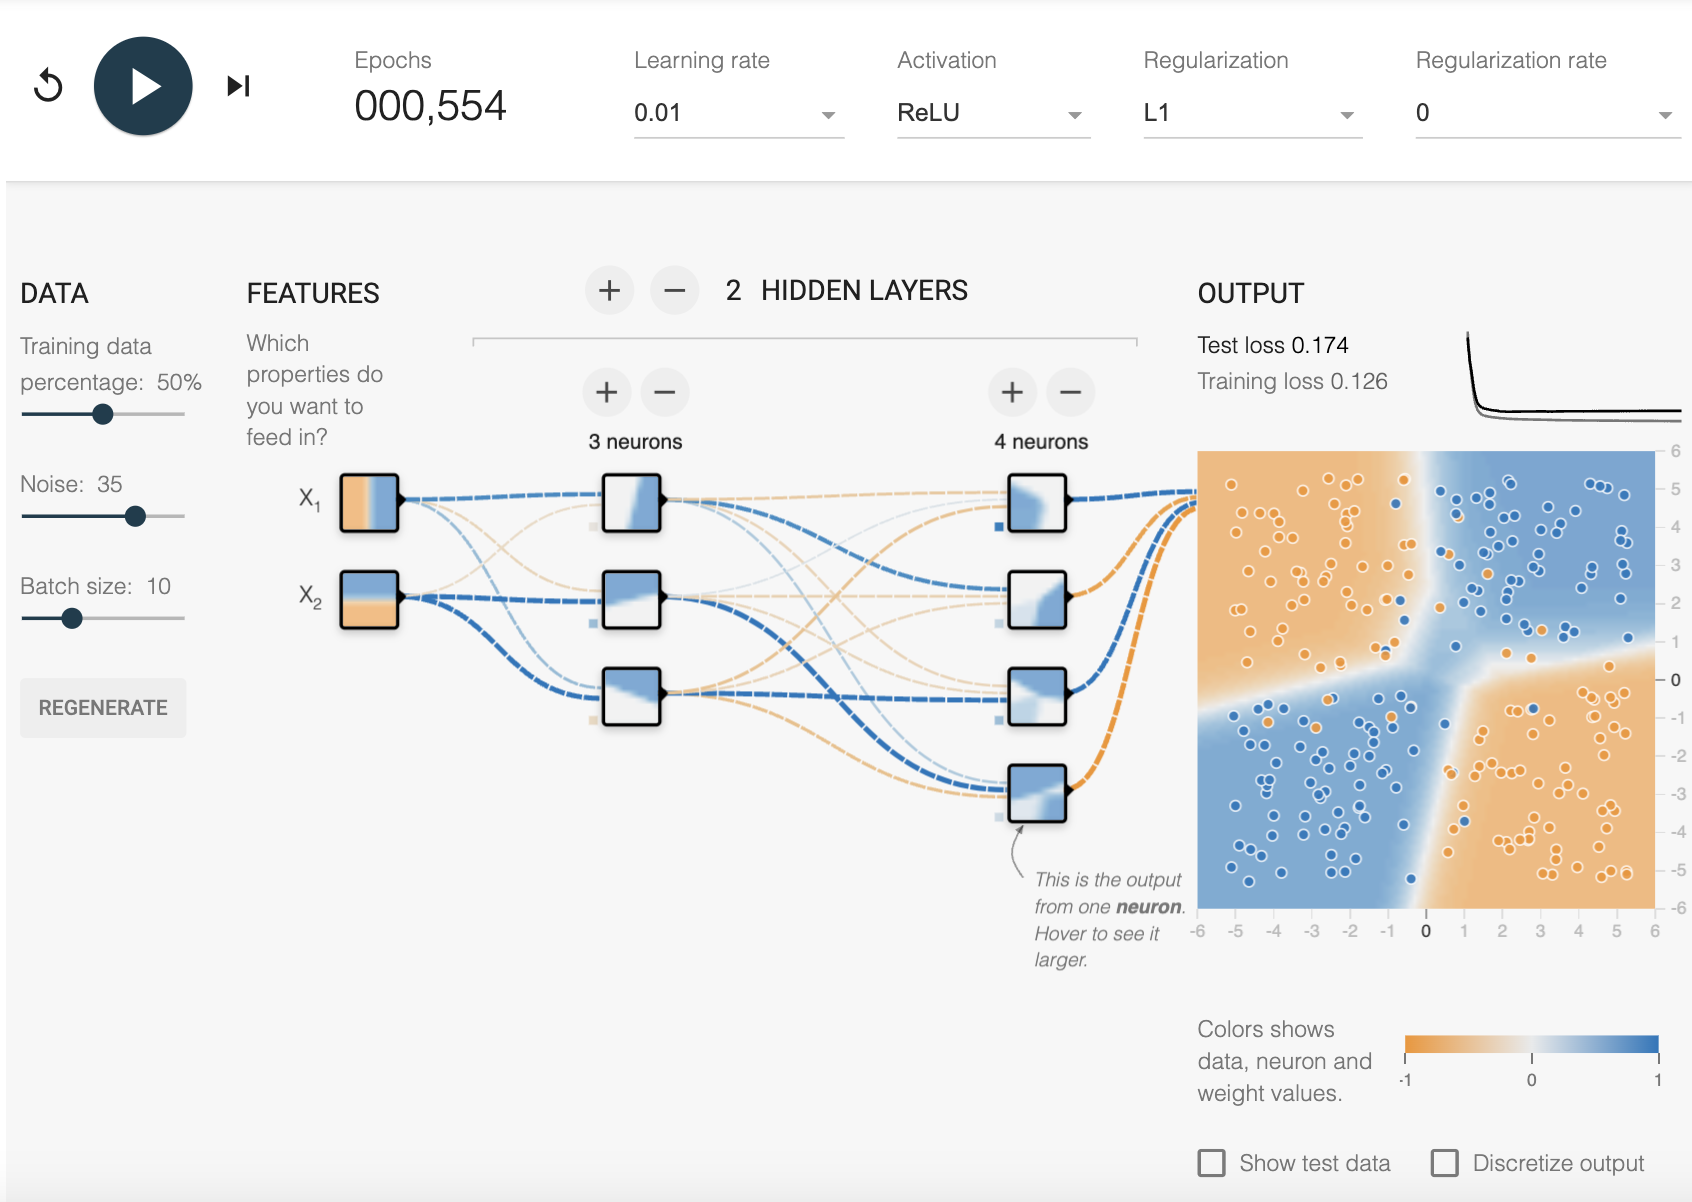 Epochs
000,554
Learning rate
0.01
Activation
ReLU
Regularization
L1
Regularization rate
0
DATA
Training data
percentage: 50%
Noise: 35
Batch size: 10
REGENERATE
FEATURES
Which
properties do
you want to
feed in?
X1
X2
+ − 2 HIDDEN LAYERS
+ −
3 neurons
+ −
4 neurons
This is the output
from one neuron.
Hover to see it
larger.
OUTPUT
Test loss 0.174
Training loss 0.126
6
5
4
3
2
1
0
-1
-2
-3
-4
-5
-6
-6 -5 -4 -3 -2 -1 0 1 2 3 4 5 6
Colors shows
data, neuron and
weight values.
-1 0 1
Show test data
Discretize output